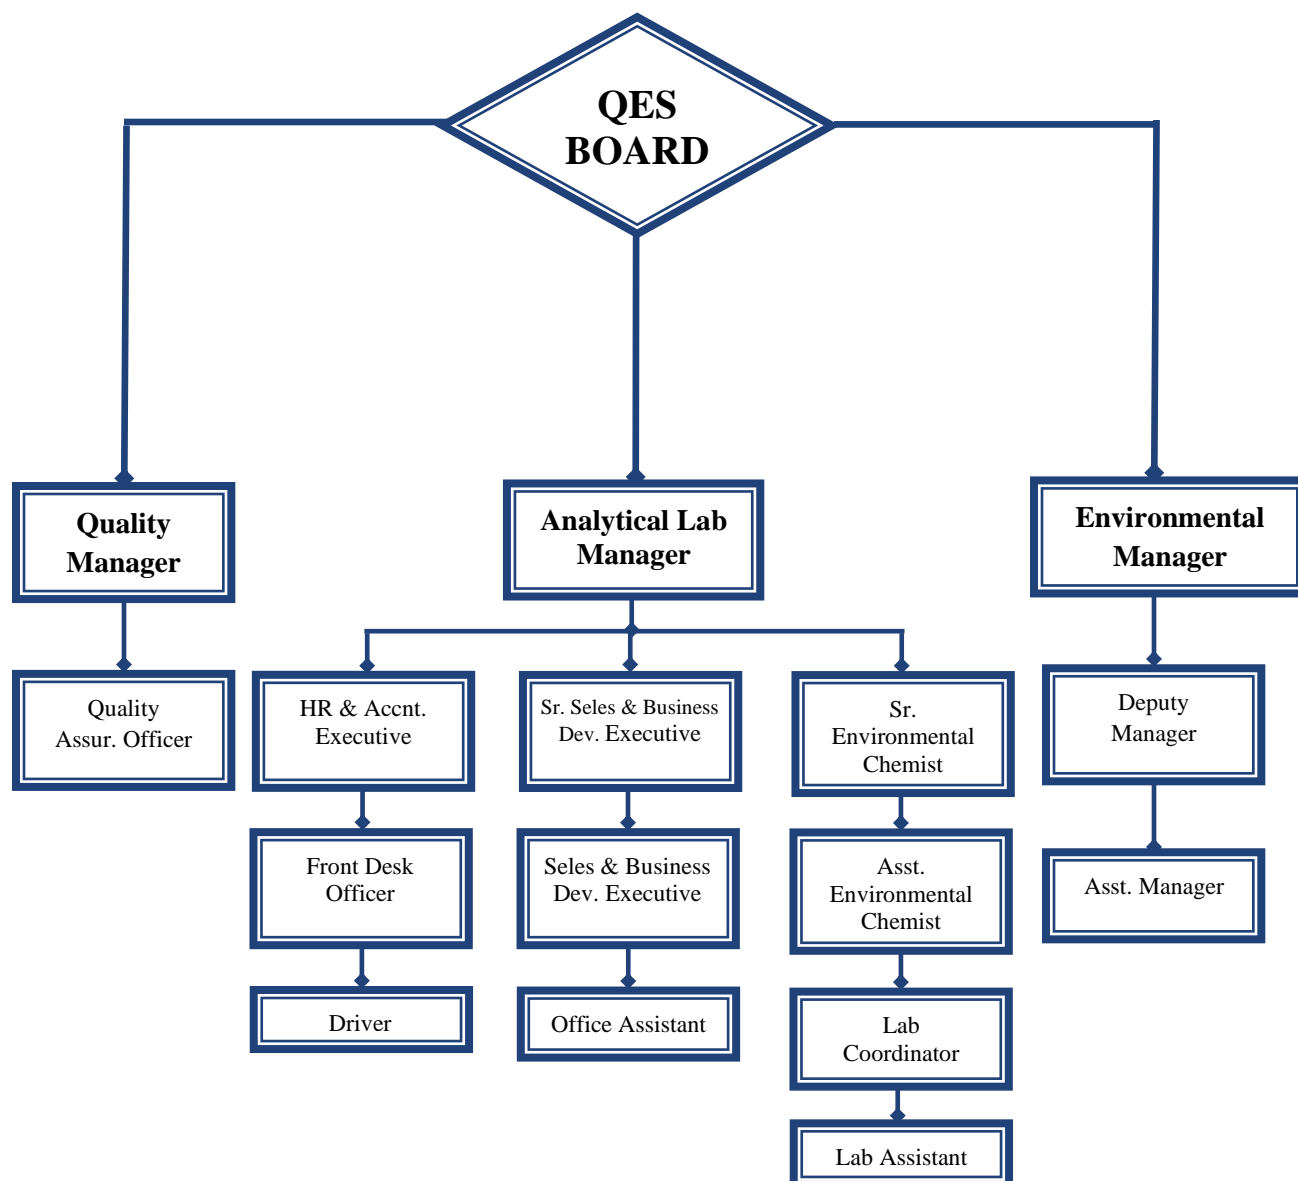 QES
BOARD
Quality
Manager
Analytical Lab
Manager
Environmental
Manager
Quality
Assur. Officer
HR & Accnt.
Executive
Sr. Seles & Business
Dev. Executive
Sr.
Environmental
Chemist
Deputy
Manager
Front Desk
Officer
Seles & Business
Dev. Executive
Asst.
Environmental
Chemist
Asst. Manager
Driver
Office Assistant
Lab
Coordinator
Lab Assistant